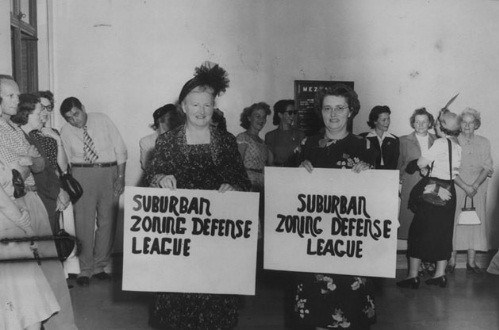 SUBURBAN
ZONING DEFENSE
LEAGUE
SUBURBAN
ZONING DEFENSE
LEAGUE